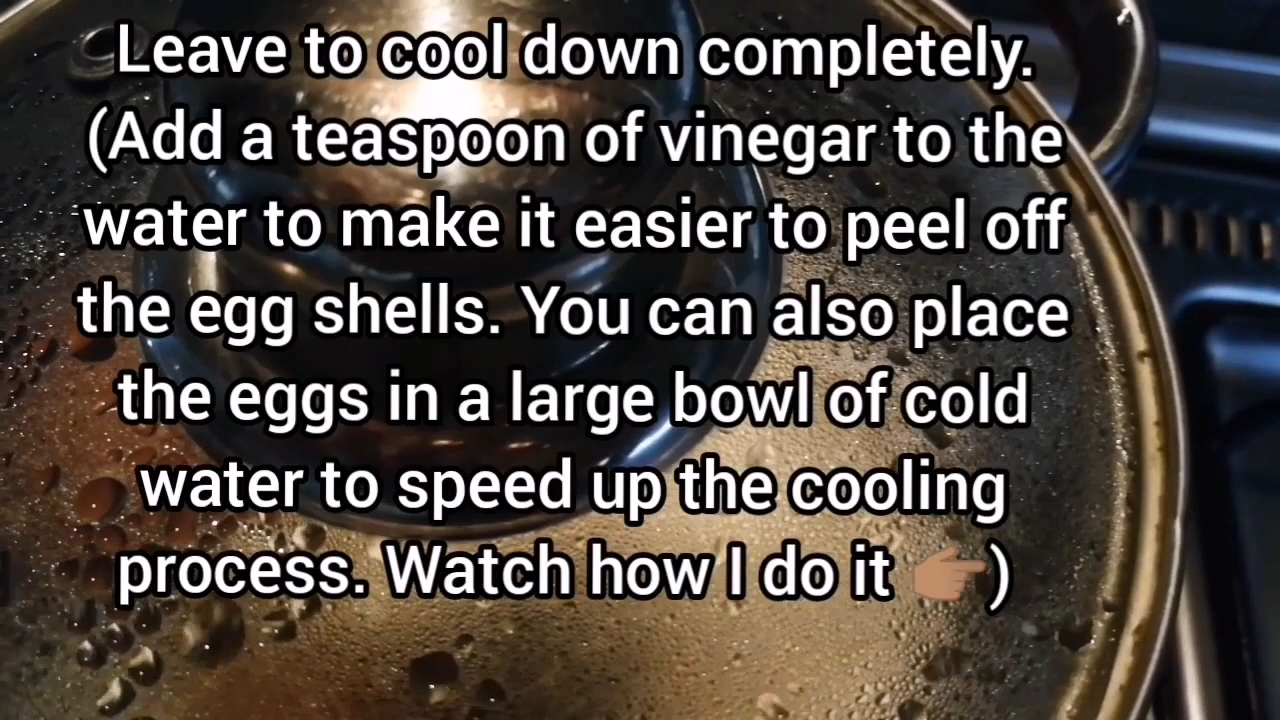 Leave to cool down completely.
(Add a teaspoon of vinegar to the
water to make it easier to peel off
the egg shells. You can also place
the eggs in a large bowl of cold
water to speed up the cooling
process. Watch how I do it 👉🏽)